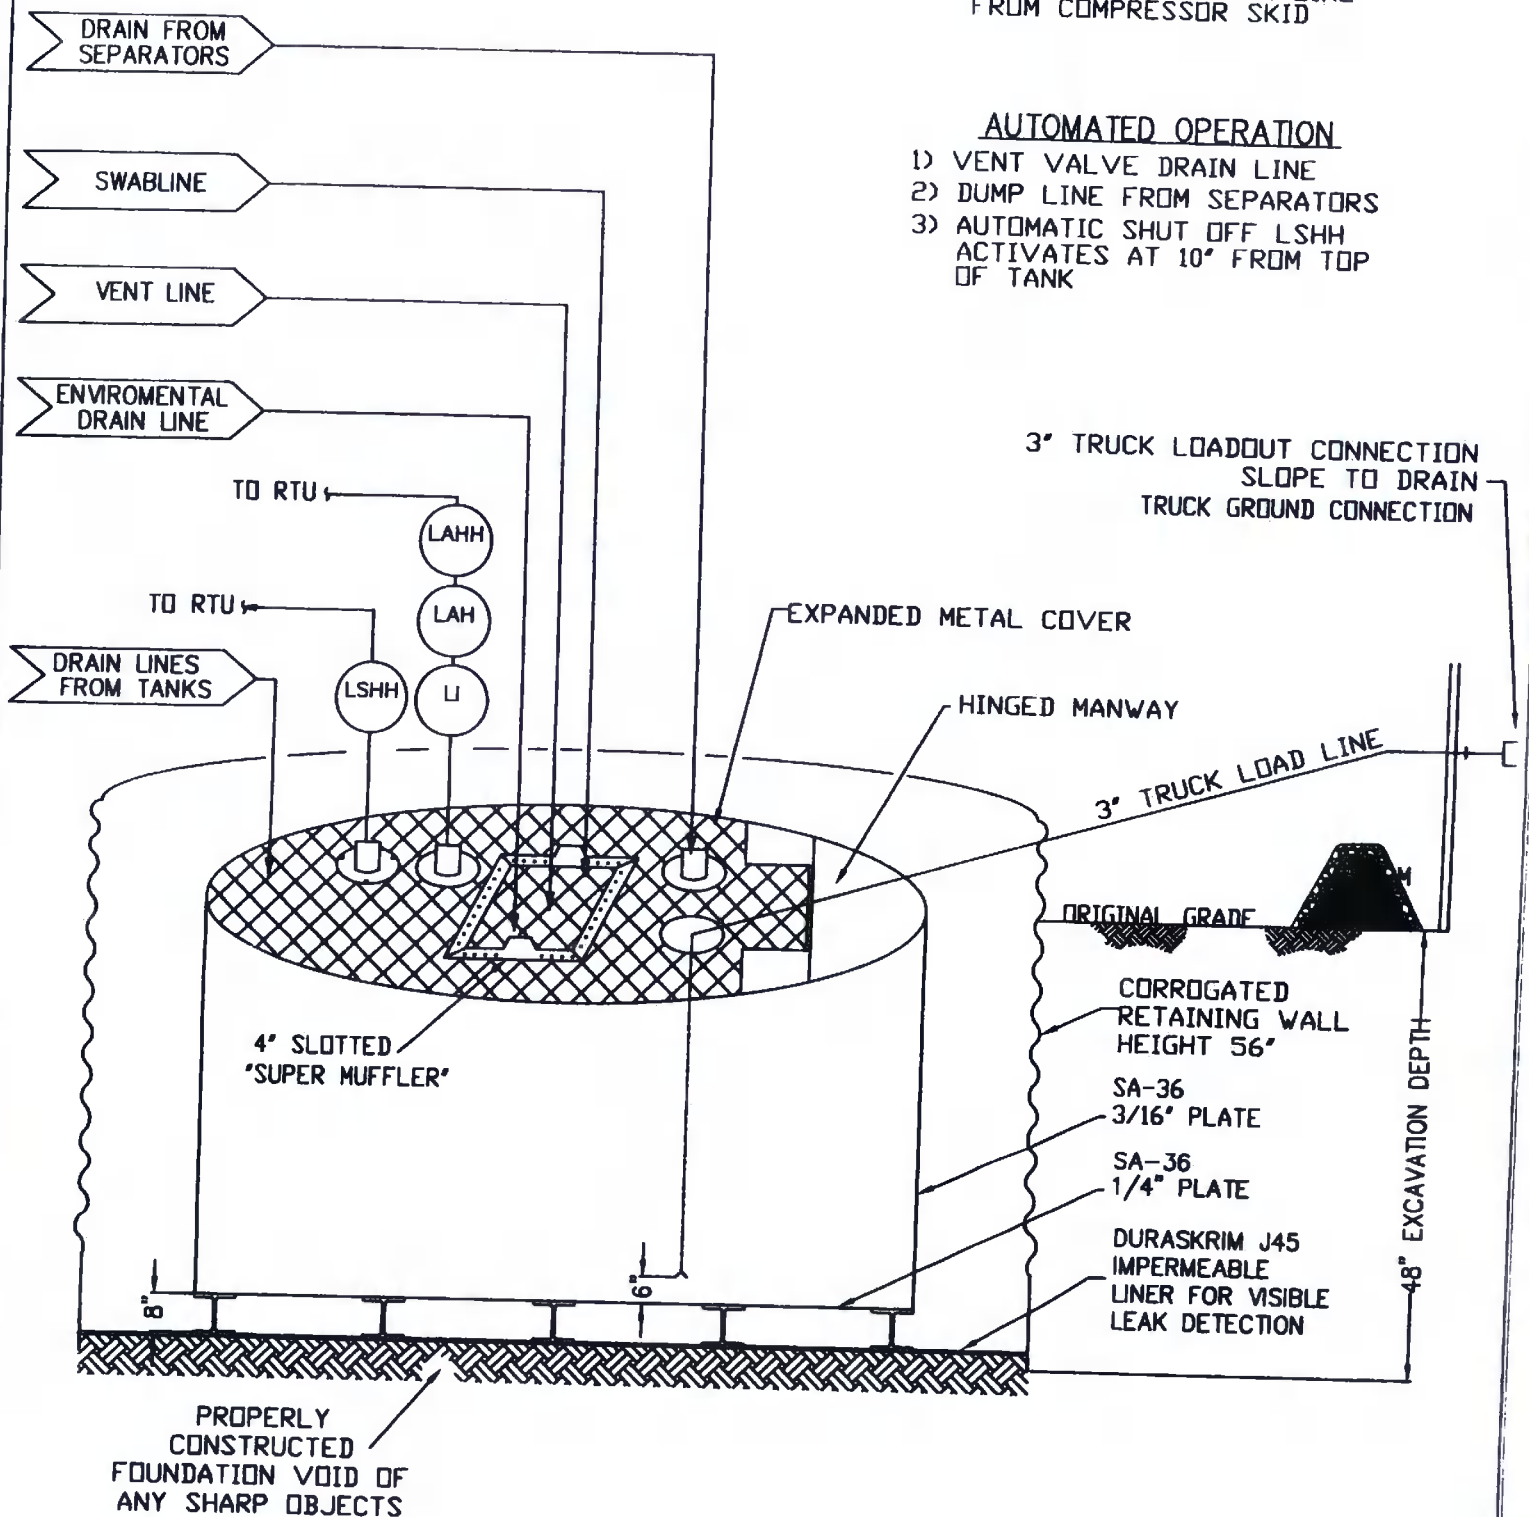 FROM COMPRESSOR SKID
DRAIN FROM
SEPARATORS
AUTOMATED OPERATION
1) VENT VALVE DRAIN LINE
2) DUMP LINE FROM SEPARATORS
3) AUTOMATIC SHUT OFF LSHH
ACTIVATES AT 10" FROM TOP
OF TANK
SWABLINE
VENT LINE
ENVIROMENTAL
DRAIN LINE
3" TRUCK LOADOUT CONNECTION
SLOPE TO DRAIN
TRUCK GROUND CONNECTION
TO RTU
LAHH
LAH
LI
TO RTU
LSHH
DRAIN LINES
FROM TANKS
EXPANDED METAL COVER
HINGED MANWAY
3" TRUCK LOAD LINE
ORIGINAL GRADE
M
CORROGATED
RETAINING WALL
HEIGHT 56"
4" SLOTTED
"SUPER MUFFLER"
SA-36
3/16" PLATE
SA-36
1/4" PLATE
48" EXCAVATION DEPTH
DURASKRIM J45
IMPERMEABLE
LINER FOR VISIBLE
LEAK DETECTION
8"
6"
PROPERLY
CONSTRUCTED
FOUNDATION VOID OF
ANY SHARP OBJECTS